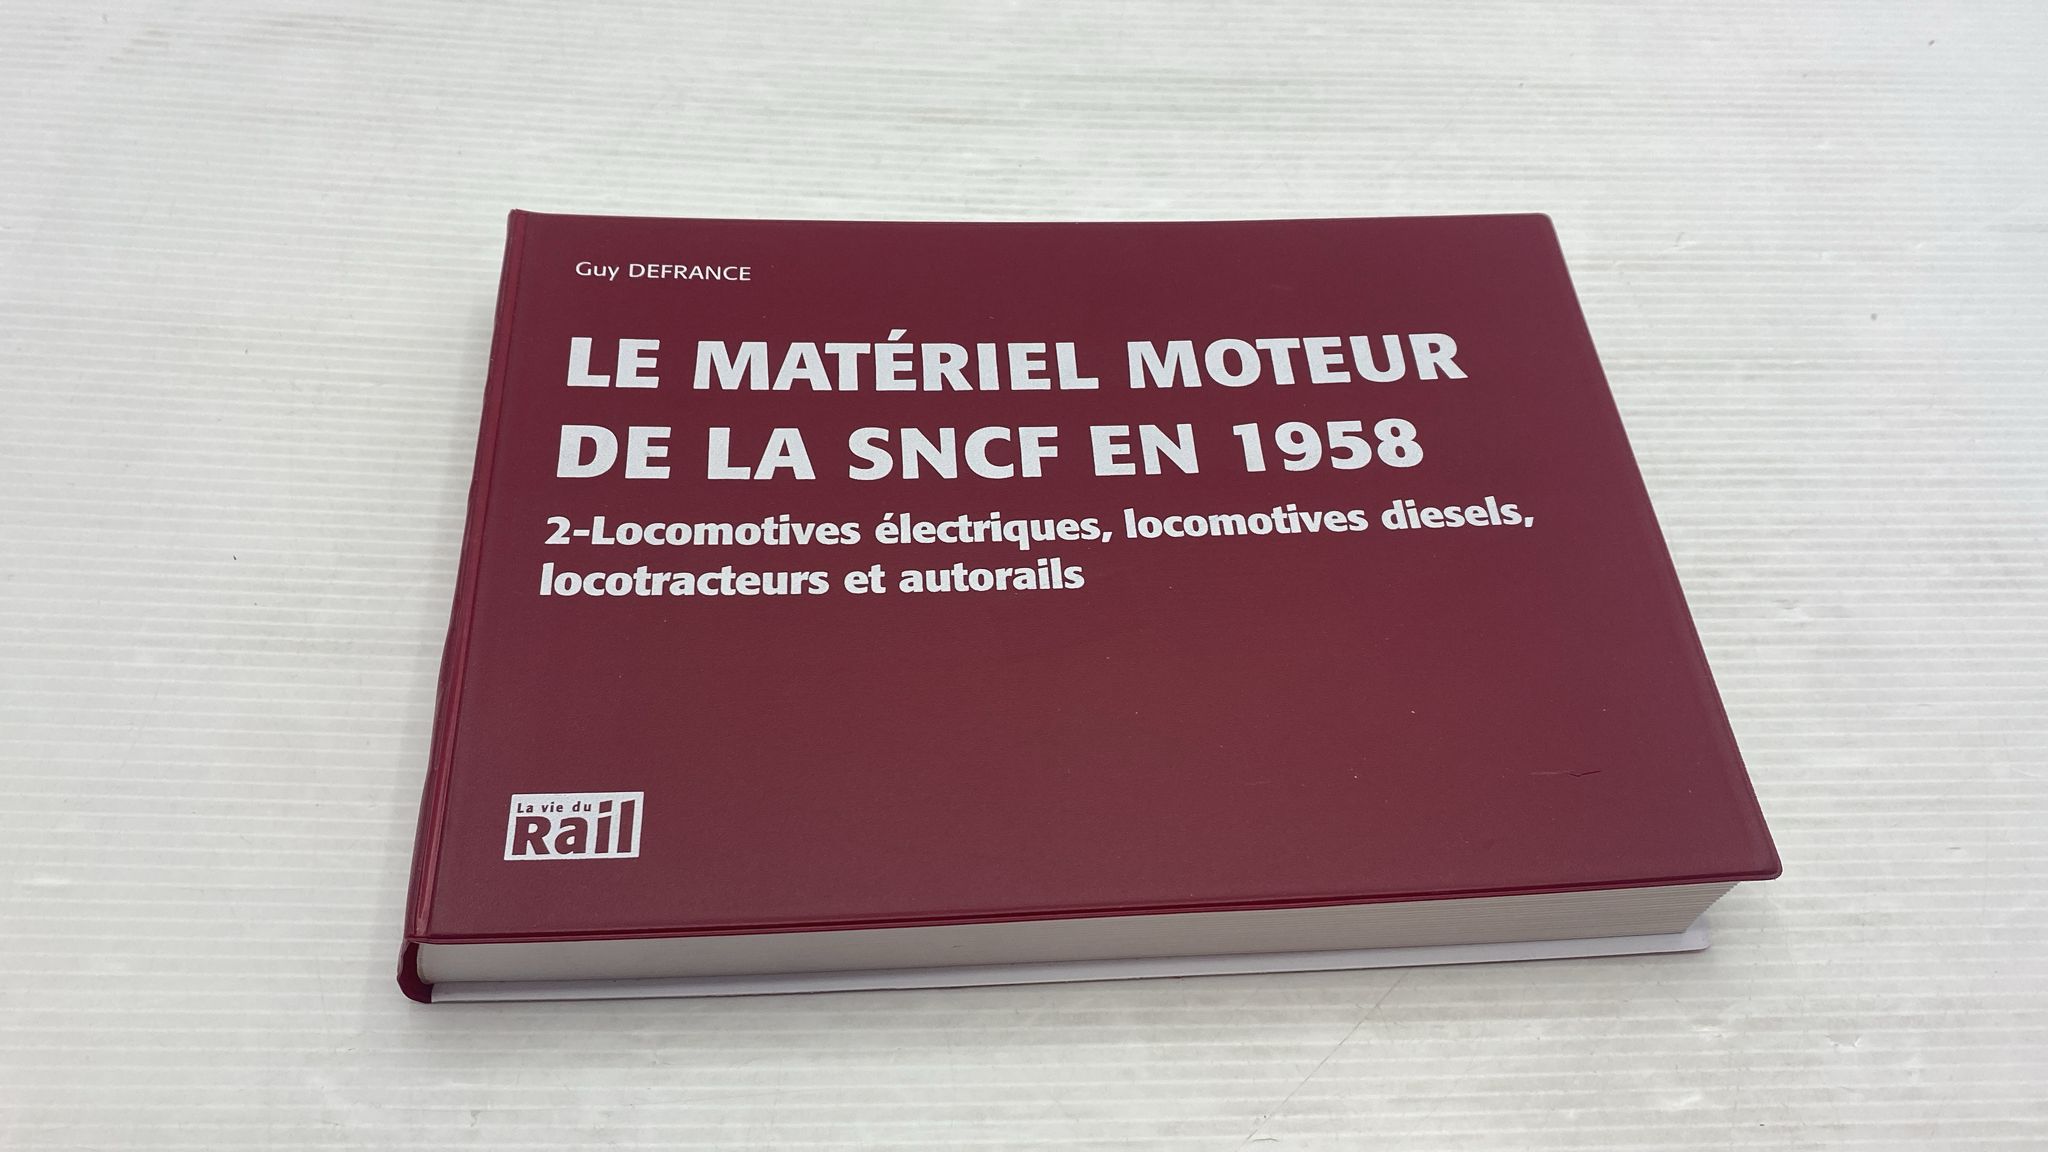 Guy DEFRANCE
LE MATÉRIEL MOTEUR
DE LA SNCF EN 1958
2-Locomotives électriques, locomotives diesels,
locotracteurs et autorails
La vie du
Rail